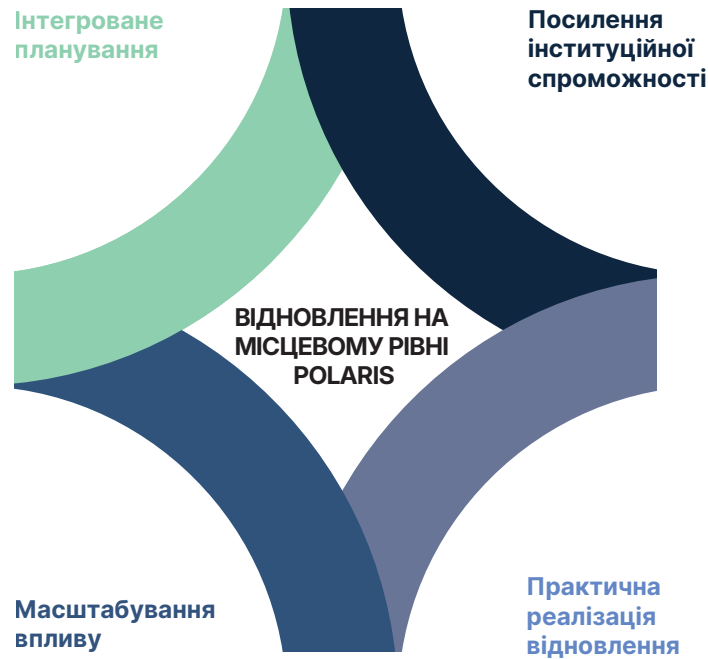 Інтегроване
планування
Посилення
інституційної
спроможності
ВІДНОВЛЕННЯ НА
МІСЦЕВОМУ РІВНІ
POLARIS
Масштабування
впливу
Практична
реалізація
відновлення